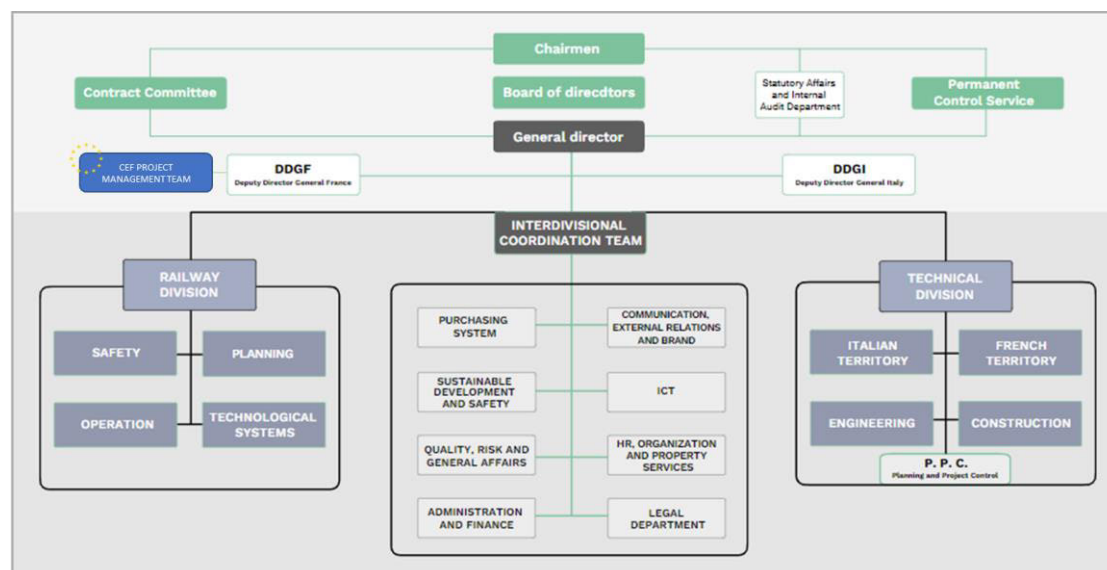 Chairmen
Contract Committee
Board of direcdtors
Statutory Affairs
and Internal
Audit Department
Permanent
Control Service
General director
CEF PROJECT
MANAGEMENT TEAM
DDGF
Deputy Director General France
DDGI
Deputy Director General Italy
INTERDIVISIONAL
COORDINATION TEAM
RAILWAY
DIVISION
SAFETY
PLANNING
OPERATION
TECHNOLOGICAL
SYSTEMS
PURCHASING
SYSTEM
COMMUNICATION,
EXTERNAL RELATIONS
AND BRAND
SUSTAINABLE
DEVELOPMENT
AND SAFETY
ICT
QUALITY, RISK AND
GENERAL AFFAIRS
HR, ORGANIZATION
AND PROPERTY
SERVICES
ADMINISTRATION
AND FINANCE
LEGAL
DEPARTMENT
TECHNICAL
DIVISION
ITALIAN
TERRITORY
FRENCH
TERRITORY
ENGINEERING
CONSTRUCTION
P. P. C.
Planning and Project Control